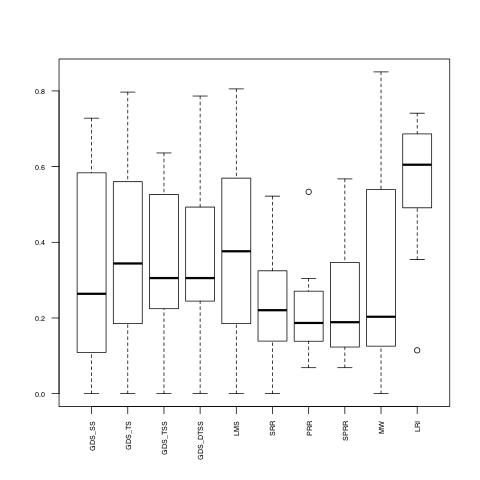 0.8
0.6
0.4
0.2
0.0
GDS_SS
GDS_TS
GDS_TSS
GDS_DTSS
LMS
SRR
PRR
SPRR
MW
LRI